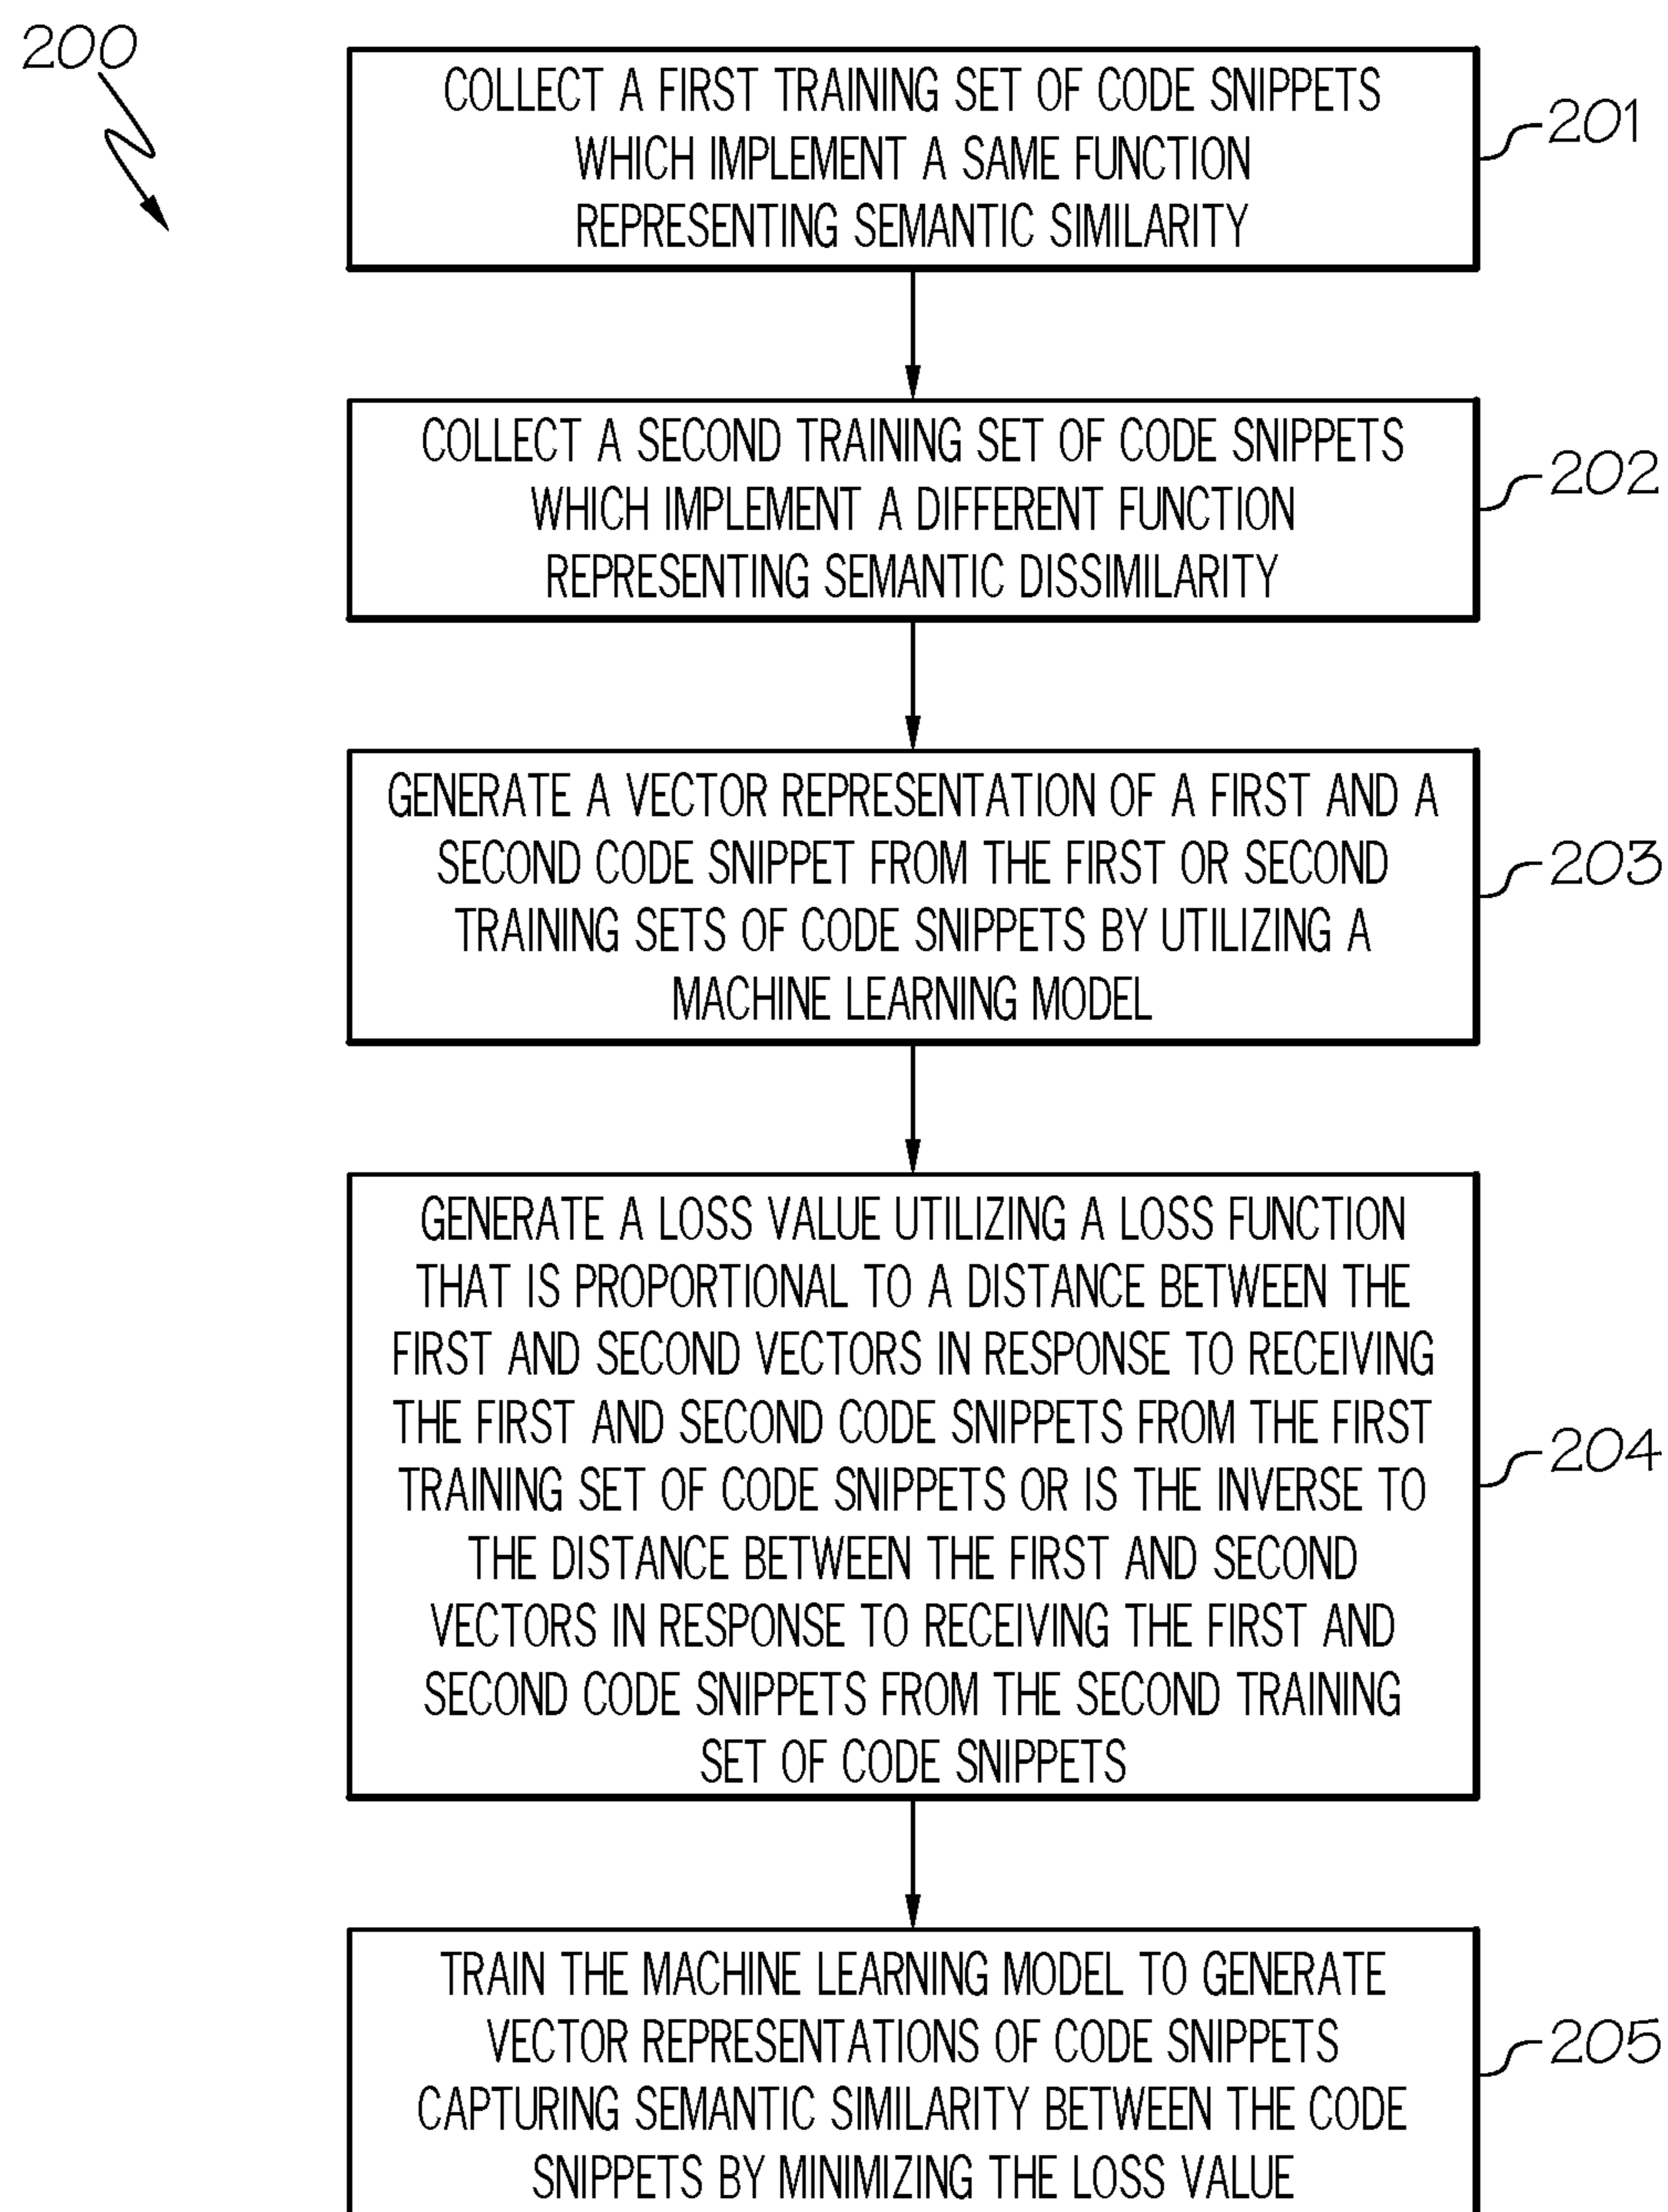 200
COLLECT A FIRST TRAINING SET OF CODE SNIPPETS
WHICH IMPLEMENT A SAME FUNCTION
REPRESENTING SEMANTIC SIMILARITY
201
COLLECT A SECOND TRAINING SET OF CODE SNIPPETS
WHICH IMPLEMENT A DIFFERENT FUNCTION
REPRESENTING SEMANTIC DISSIMILARITY
202
GENERATE A VECTOR REPRESENTATION OF A FIRST AND A
SECOND CODE SNIPPET FROM THE FIRST OR SECOND
TRAINING SETS OF CODE SNIPPETS BY UTILIZING A
MACHINE LEARNING MODEL
203
GENERATE A LOSS VALUE UTILIZING A LOSS FUNCTION
THAT IS PROPORTIONAL TO A DISTANCE BETWEEN THE
FIRST AND SECOND VECTORS IN RESPONSE TO RECEIVING
THE FIRST AND SECOND CODE SNIPPETS FROM THE FIRST
TRAINING SET OF CODE SNIPPETS OR IS THE INVERSE TO
THE DISTANCE BETWEEN THE FIRST AND SECOND
VECTORS IN RESPONSE TO RECEIVING THE FIRST AND
SECOND CODE SNIPPETS FROM THE SECOND TRAINING
SET OF CODE SNIPPETS
204
TRAIN THE MACHINE LEARNING MODEL TO GENERATE
VECTOR REPRESENTATIONS OF CODE SNIPPETS
CAPTURING SEMANTIC SIMILARITY BETWEEN THE CODE
SNIPPETS BY MINIMIZING THE LOSS VALUE
205